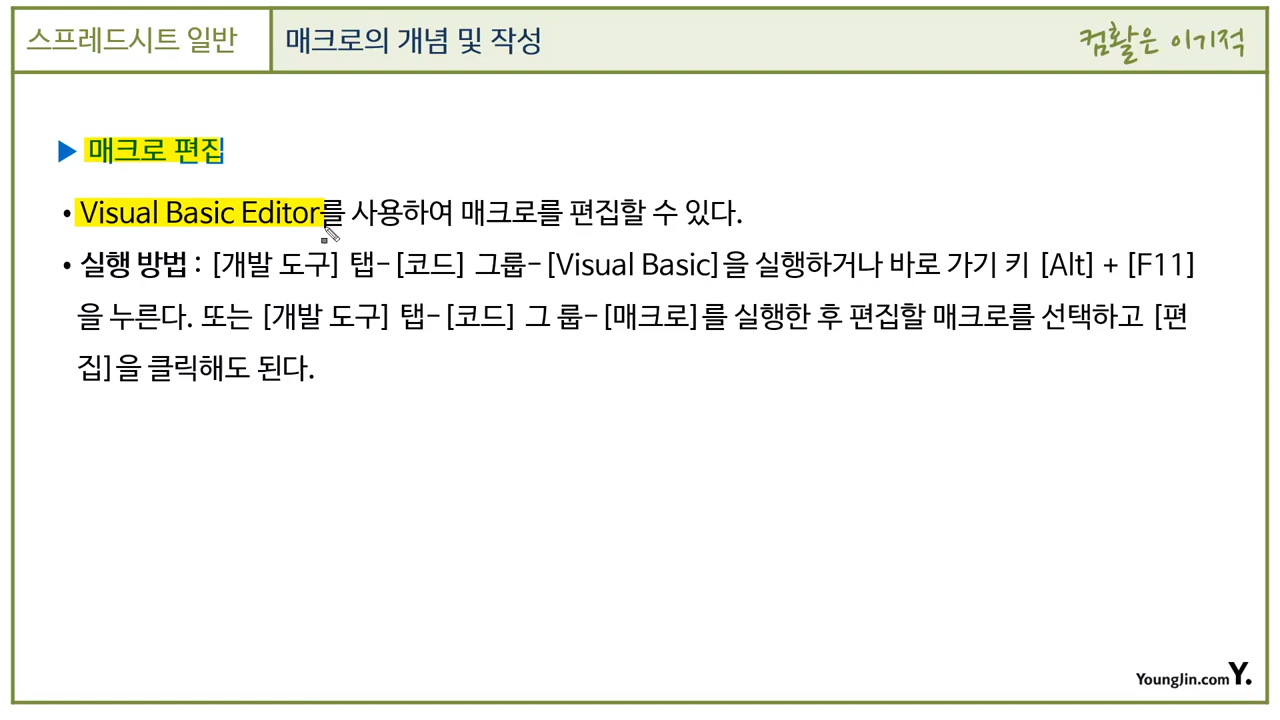 스프레드시트 일반
매크로의 개념 및 작성
컴활은 이기적
▶ 매크로 편집
• Visual Basic Editor를 사용하여 매크로를 편집할 수 있다.
• 실행 방법 : [개발 도구] 탭-[코드] 그룹-[Visual Basic]을 실행하거나 바로 가기 키 [Alt] + [F11]
을 누른다. 또는 [개발 도구] 탭-[코드] 그 룹-[매크로]를 실행한 후 편집할 매크로를 선택하고 [편
집]을 클릭해도 된다.
YoungJin.com Y.